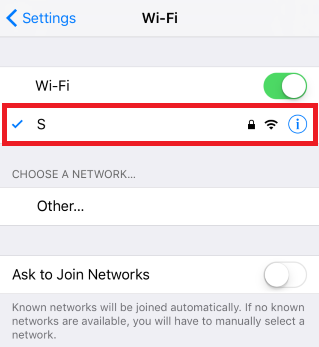 Settings Wi-Fi
Wi-Fi
S
CHOOSE A NETWORK...
Other...
Ask to Join Networks
Known networks will be joined automatically. If no known
networks are available, you will have to manually select a
network.